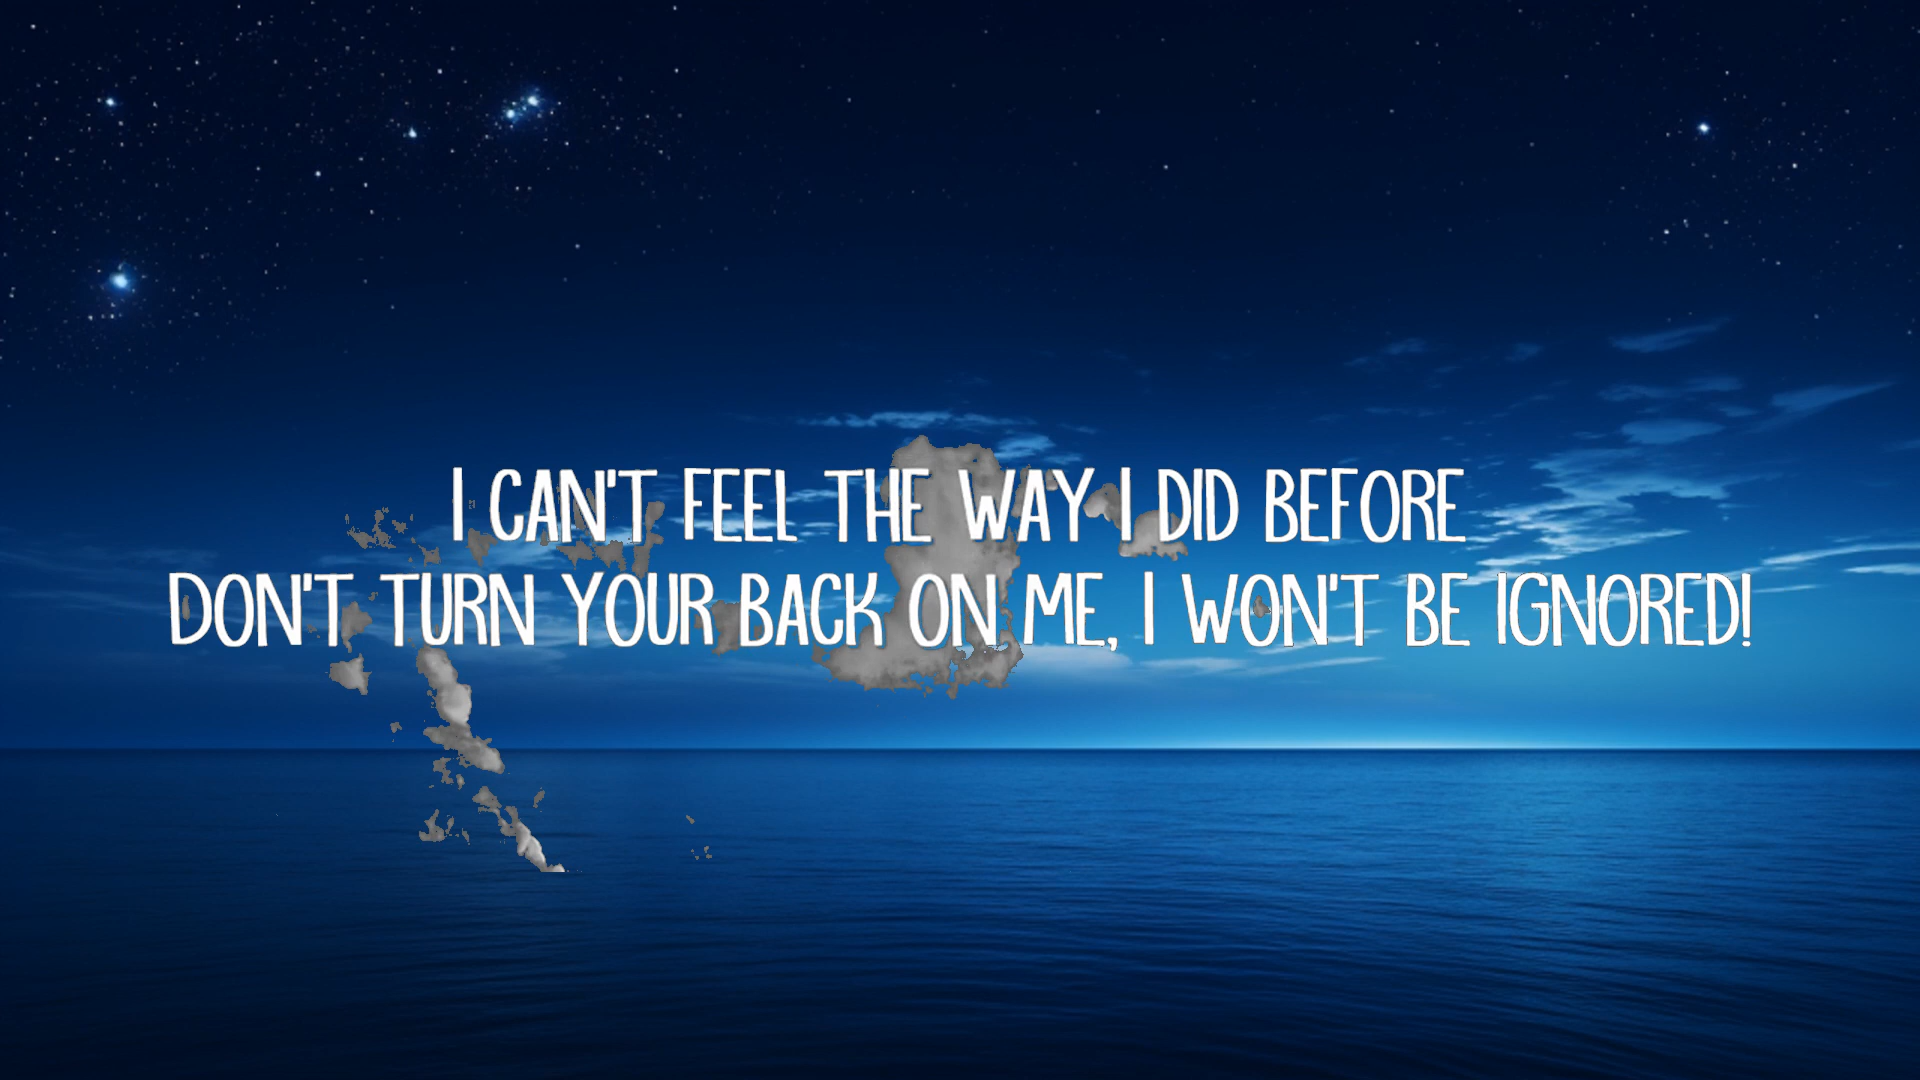 I CAN'T FEEL THE WAY I DID BEFORE
DON'T TURN YOUR BACK ON ME, I WON'T BE IGNORED!